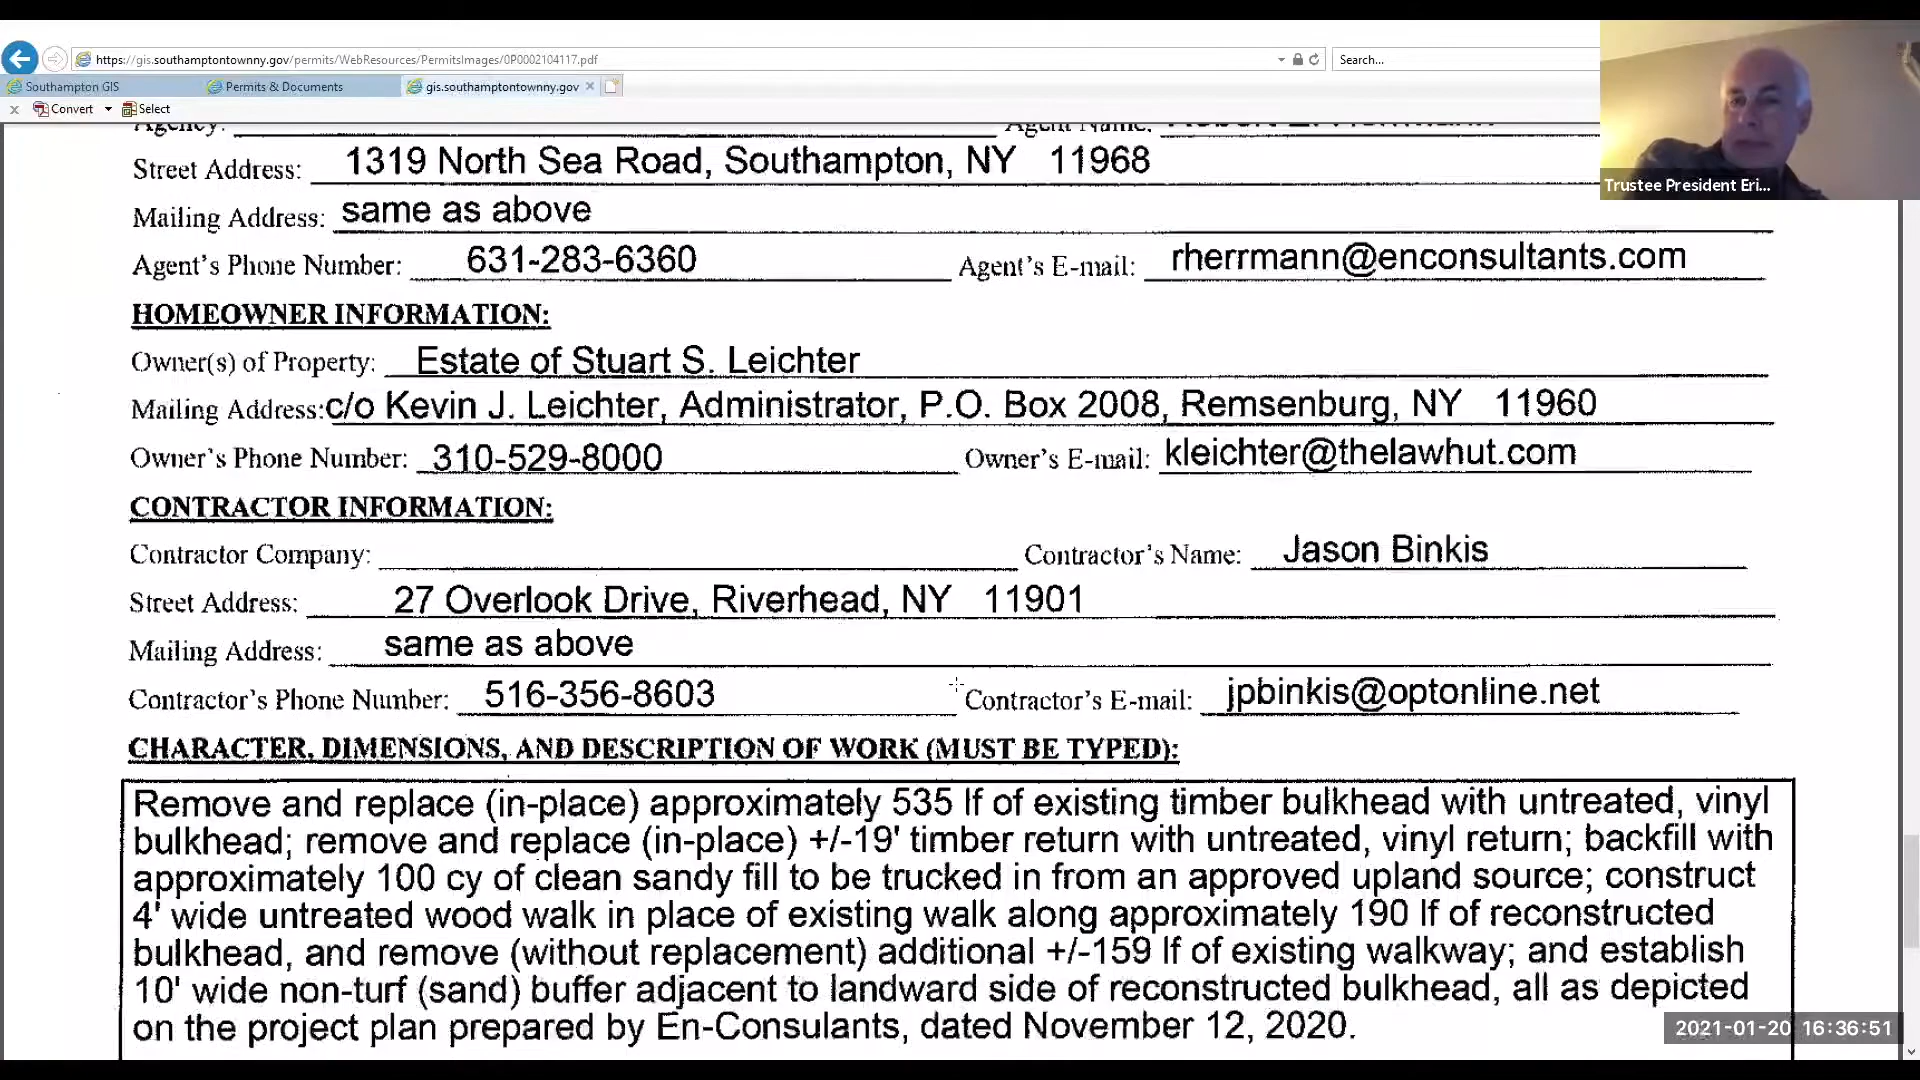 https://gis.southamptontownny.gov/permits/WebResources/PermitsImages/0P0002104117.pdf
Search...
Southampton GIS
Permits & Documents
gis.southamptontownny.gov
Convert
Select
Trustee President Eri...
Agency:
Agent Name:
Street Address: 1319 North Sea Road, Southampton, NY 11968
Mailing Address: same as above
Agent's Phone Number: 631-283-6360 Agent's E-mail: rherrmann@enconsultants.com
HOMEOWNER INFORMATION:
Owner(s) of Property: Estate of Stuart S. Leichter
Mailing Address: c/o Kevin J. Leichter, Administrator, P.O. Box 2008, Remsenburg, NY 11960
Owner's Phone Number: 310-529-8000 Owner's E-mail: kleichter@thelawhut.com
CONTRACTOR INFORMATION:
Contractor Company: Contractor's Name: Jason Binkis
Street Address: 27 Overlook Drive, Riverhead, NY 11901
Mailing Address: same as above
Contractor's Phone Number: 516-356-8603 Contractor's E-mail: jpbinkis@optonline.net
CHARACTER, DIMENSIONS, AND DESCRIPTION OF WORK (MUST BE TYPED):
Remove and replace (in-place) approximately 535 lf of existing timber bulkhead with untreated, vinyl
bulkhead; remove and replace (in-place) +/-19' timber return with untreated, vinyl return; backfill with
approximately 100 cy of clean sandy fill to be trucked in from an approved upland source; construct
4' wide untreated wood walk in place of existing walk along approximately 190 lf of reconstructed
bulkhead, and remove (without replacement) additional +/-159 lf of existing walkway; and establish
10' wide non-turf (sand) buffer adjacent to landward side of reconstructed bulkhead, all as depicted
on the project plan prepared by En-Consulants, dated November 12, 2020.
2021-01-20 16:36:51